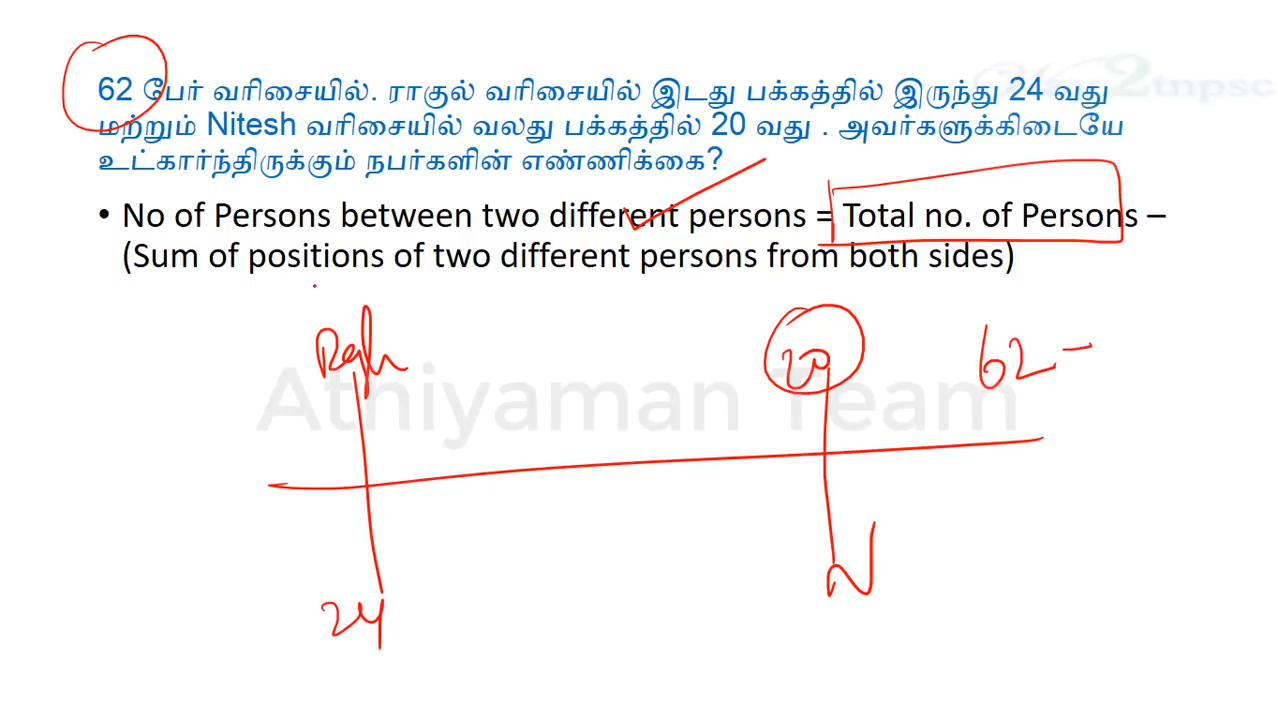 62 பேர் வரிசையில். ராகுல் வரிசையில் இடது பக்கத்தில் இருந்து 24 வது
மற்றும் Nitesh வரிசையில் வலது பக்கத்தில் 20 வது . அவர்களுக்கிடையே
உட்கார்ந்திருக்கும் நபர்களின் எண்ணிக்கை?
• No of Persons between two different persons = Total no. of Persons –
(Sum of positions of two different persons from both sides)
20 62 -
Athiyaman Team
N
24